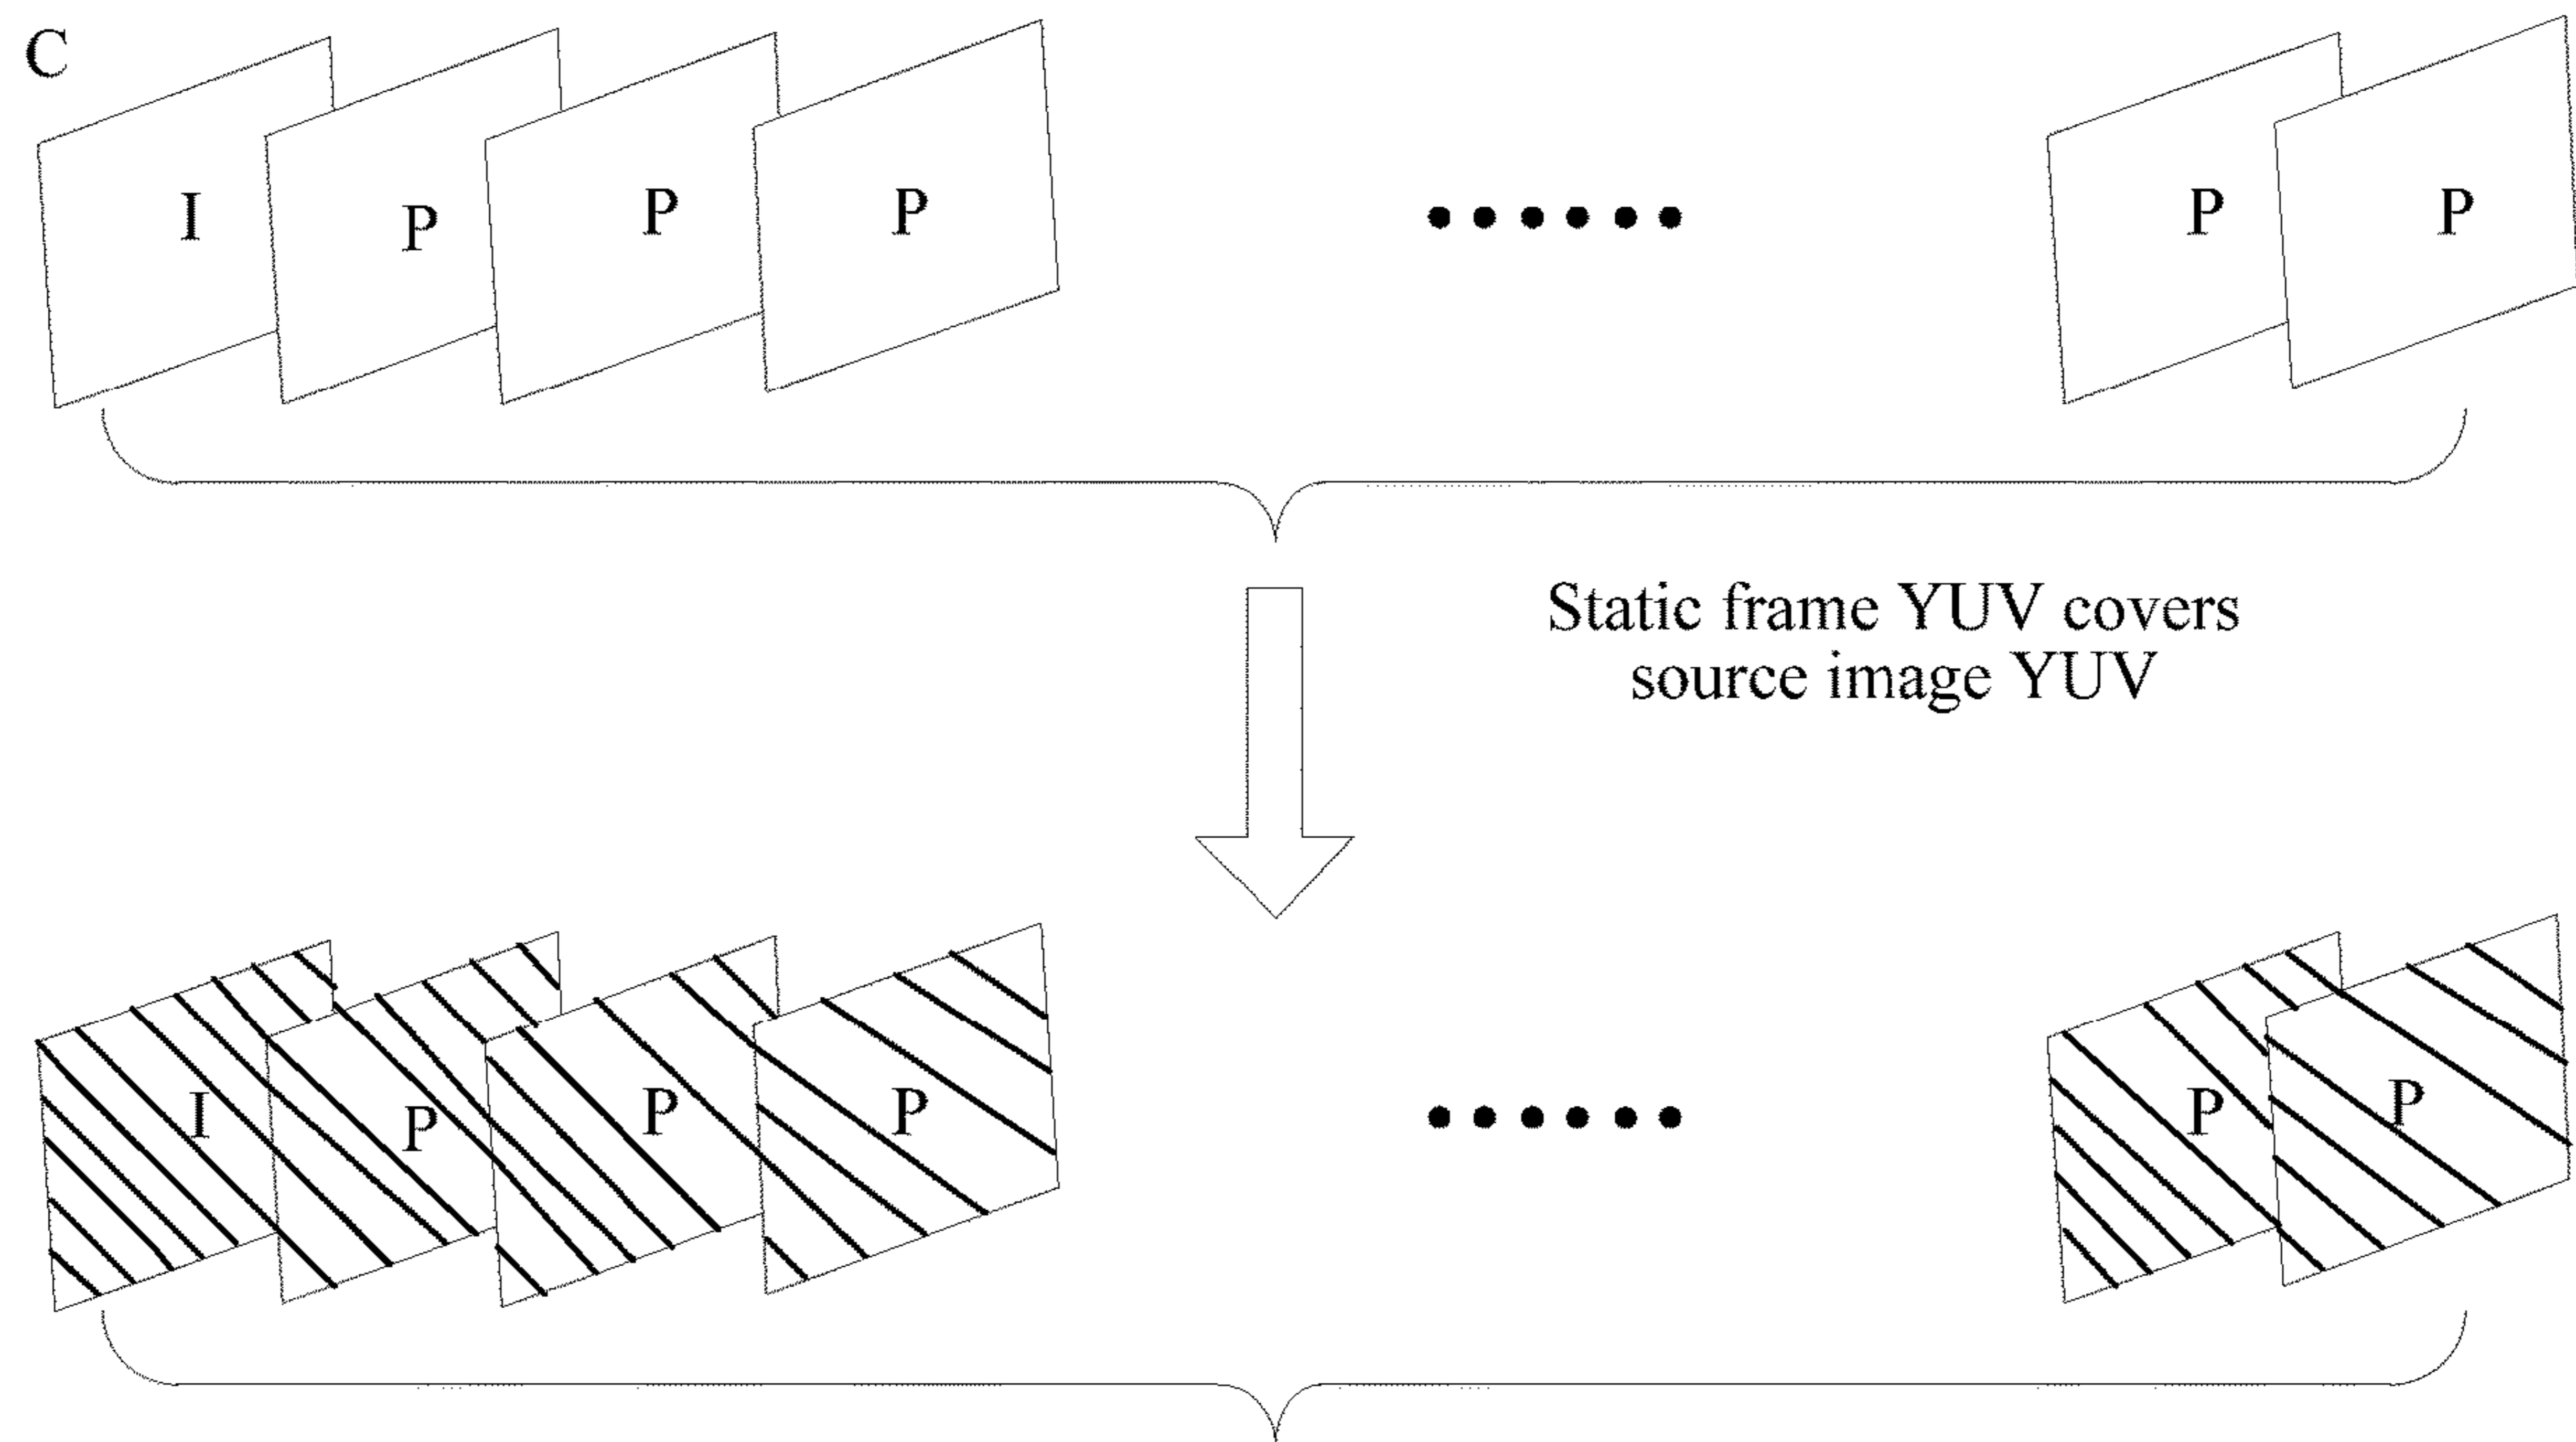 C
I P P P P P
Static frame YUV covers
source image YUV
I P P P P P